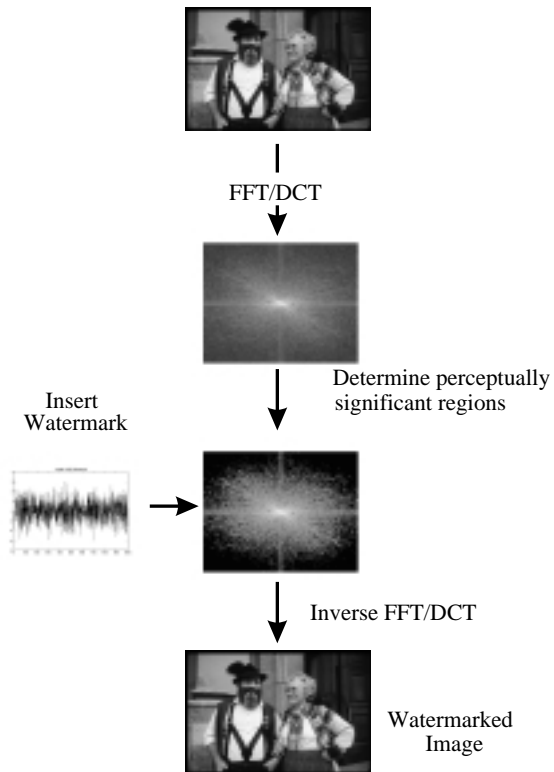 FFT/DCT
Determine perceptually
significant regions
Insert
Watermark
Inverse FFT/DCT
Watermarked
Image